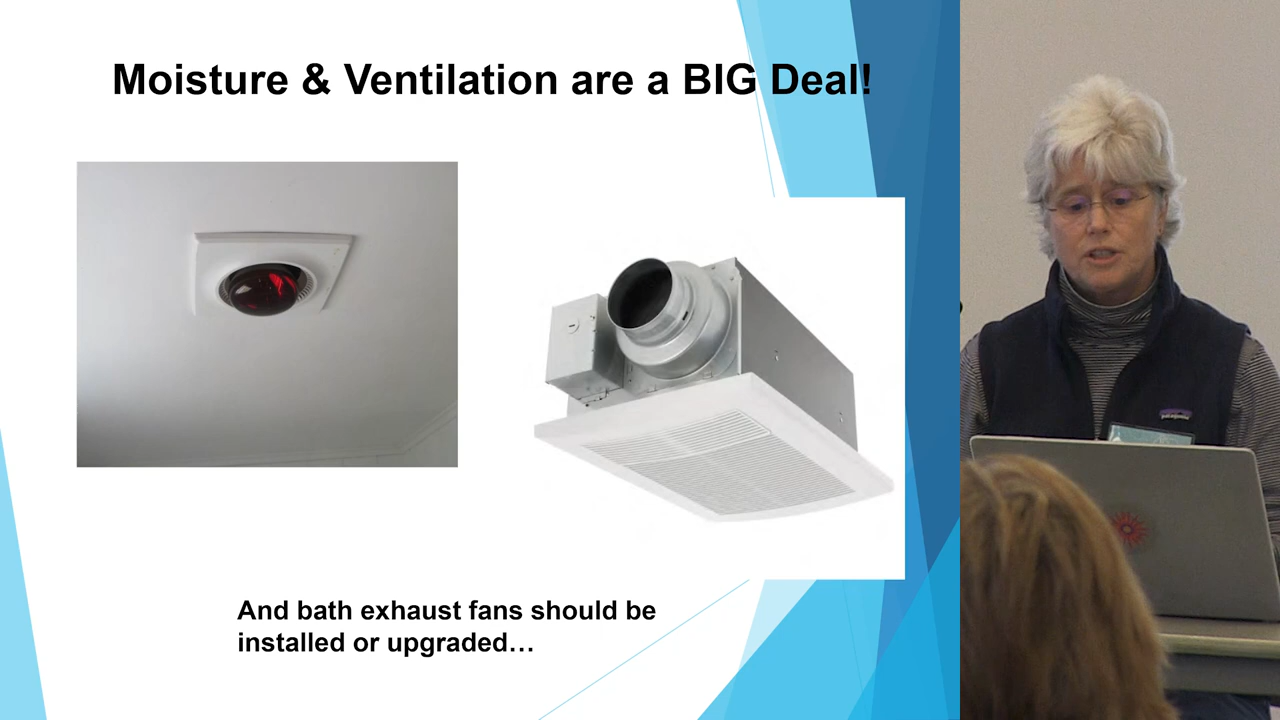 Moisture & Ventilation are a BIG Deal!
And bath exhaust fans should be
installed or upgraded…